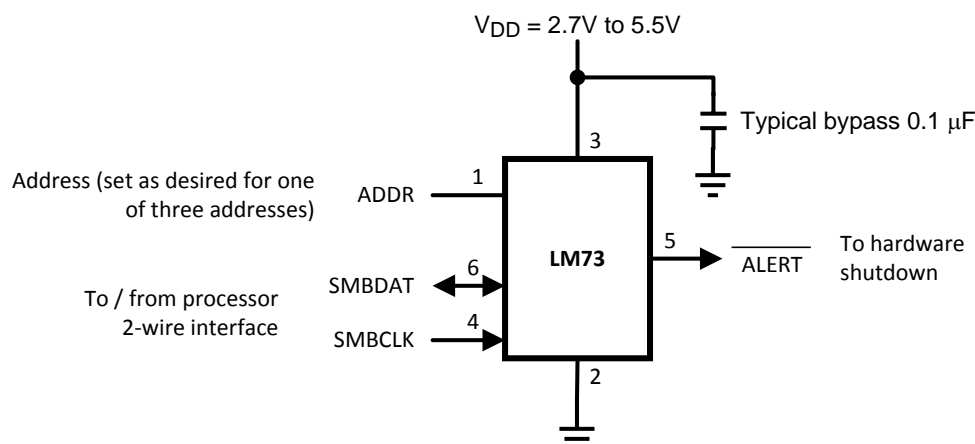 VDD = 2.7V to 5.5V
Typical bypass 0.1 μF
3
Address (set as desired for one
of three addresses)
ADDR
1
LM73
5
ALERT
To hardware
shutdown
To / from processor
2-wire interface
SMBDAT
6
SMBCLK
4
2